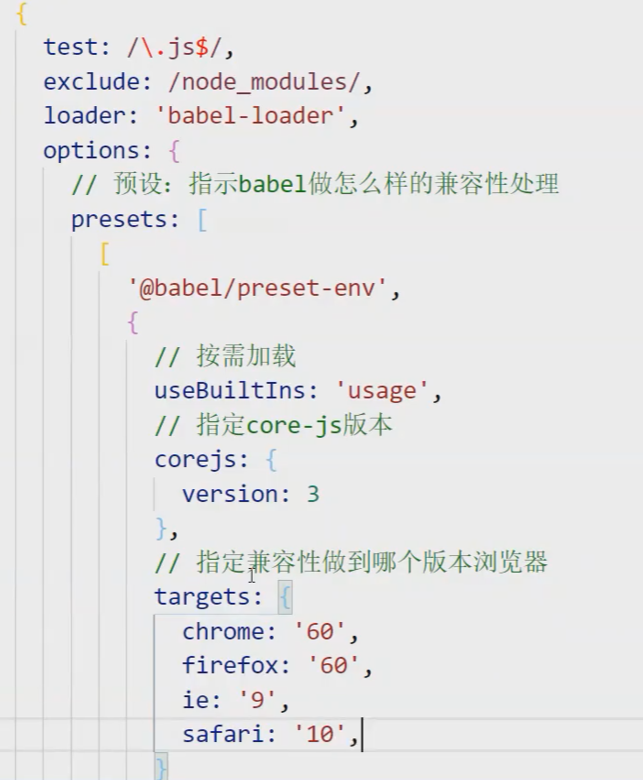 {
test: /\.js$/,
exclude: /node_modules/,
loader: 'babel-loader',
options: {
// 预设：指示babel做怎么样的兼容性处理
presets: [
[
'@babel/preset-env',
{
// 按需加载
useBuiltIns: 'usage',
// 指定core-js版本
corejs: {
version: 3
},
// 指定兼容性做到哪个版本浏览器
targets: {
chrome: '60',
firefox: '60',
ie: '9',
safari: '10',
}